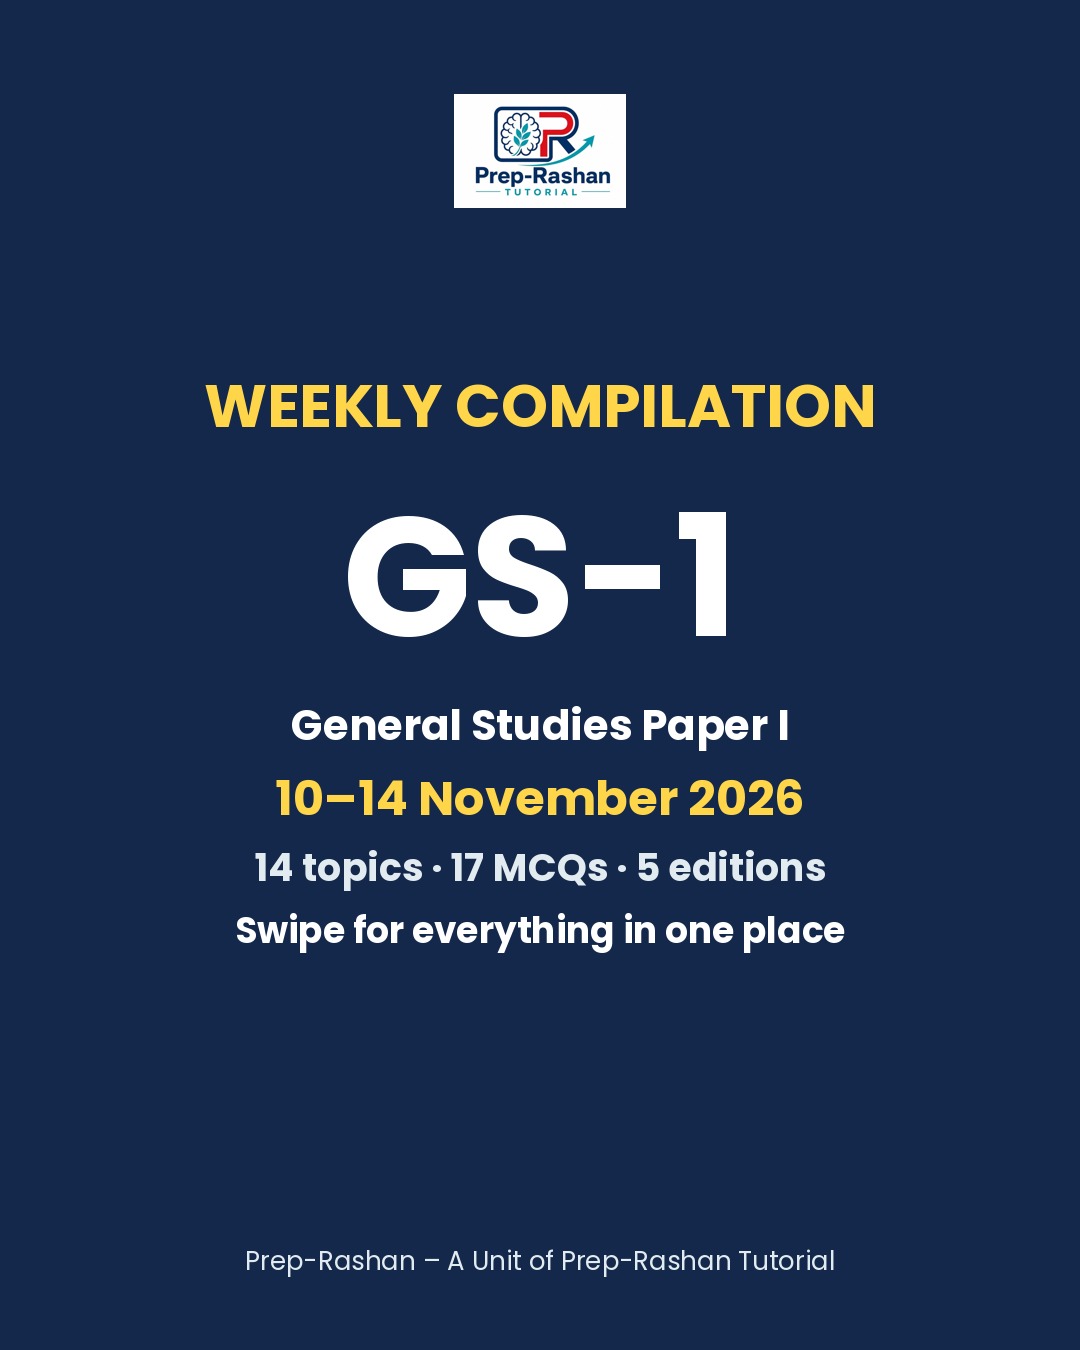 PR
Prep-Rashan
TUTORIAL
WEEKLY COMPILATION
GS-1
General Studies Paper I
10–14 November 2026
14 topics · 17 MCQs · 5 editions
Swipe for everything in one place
Prep-Rashan – A Unit of Prep-Rashan Tutorial